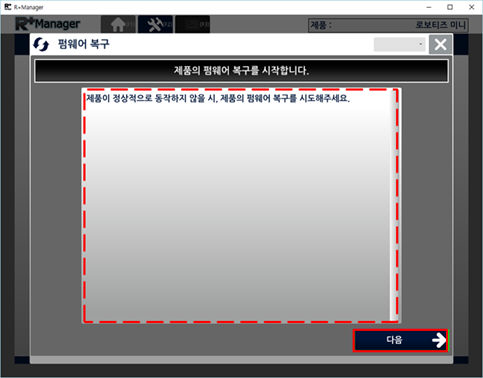 R+Manager
R+Manager
(F1)
(F2)
(F3)
제품 :
로보티즈 미니
펌웨어 복구
제품의 펌웨어 복구를 시작합니다.
제품이 정상적으로 동작하지 않을 시, 제품의 펌웨어 복구를 시도해주세요.
다음